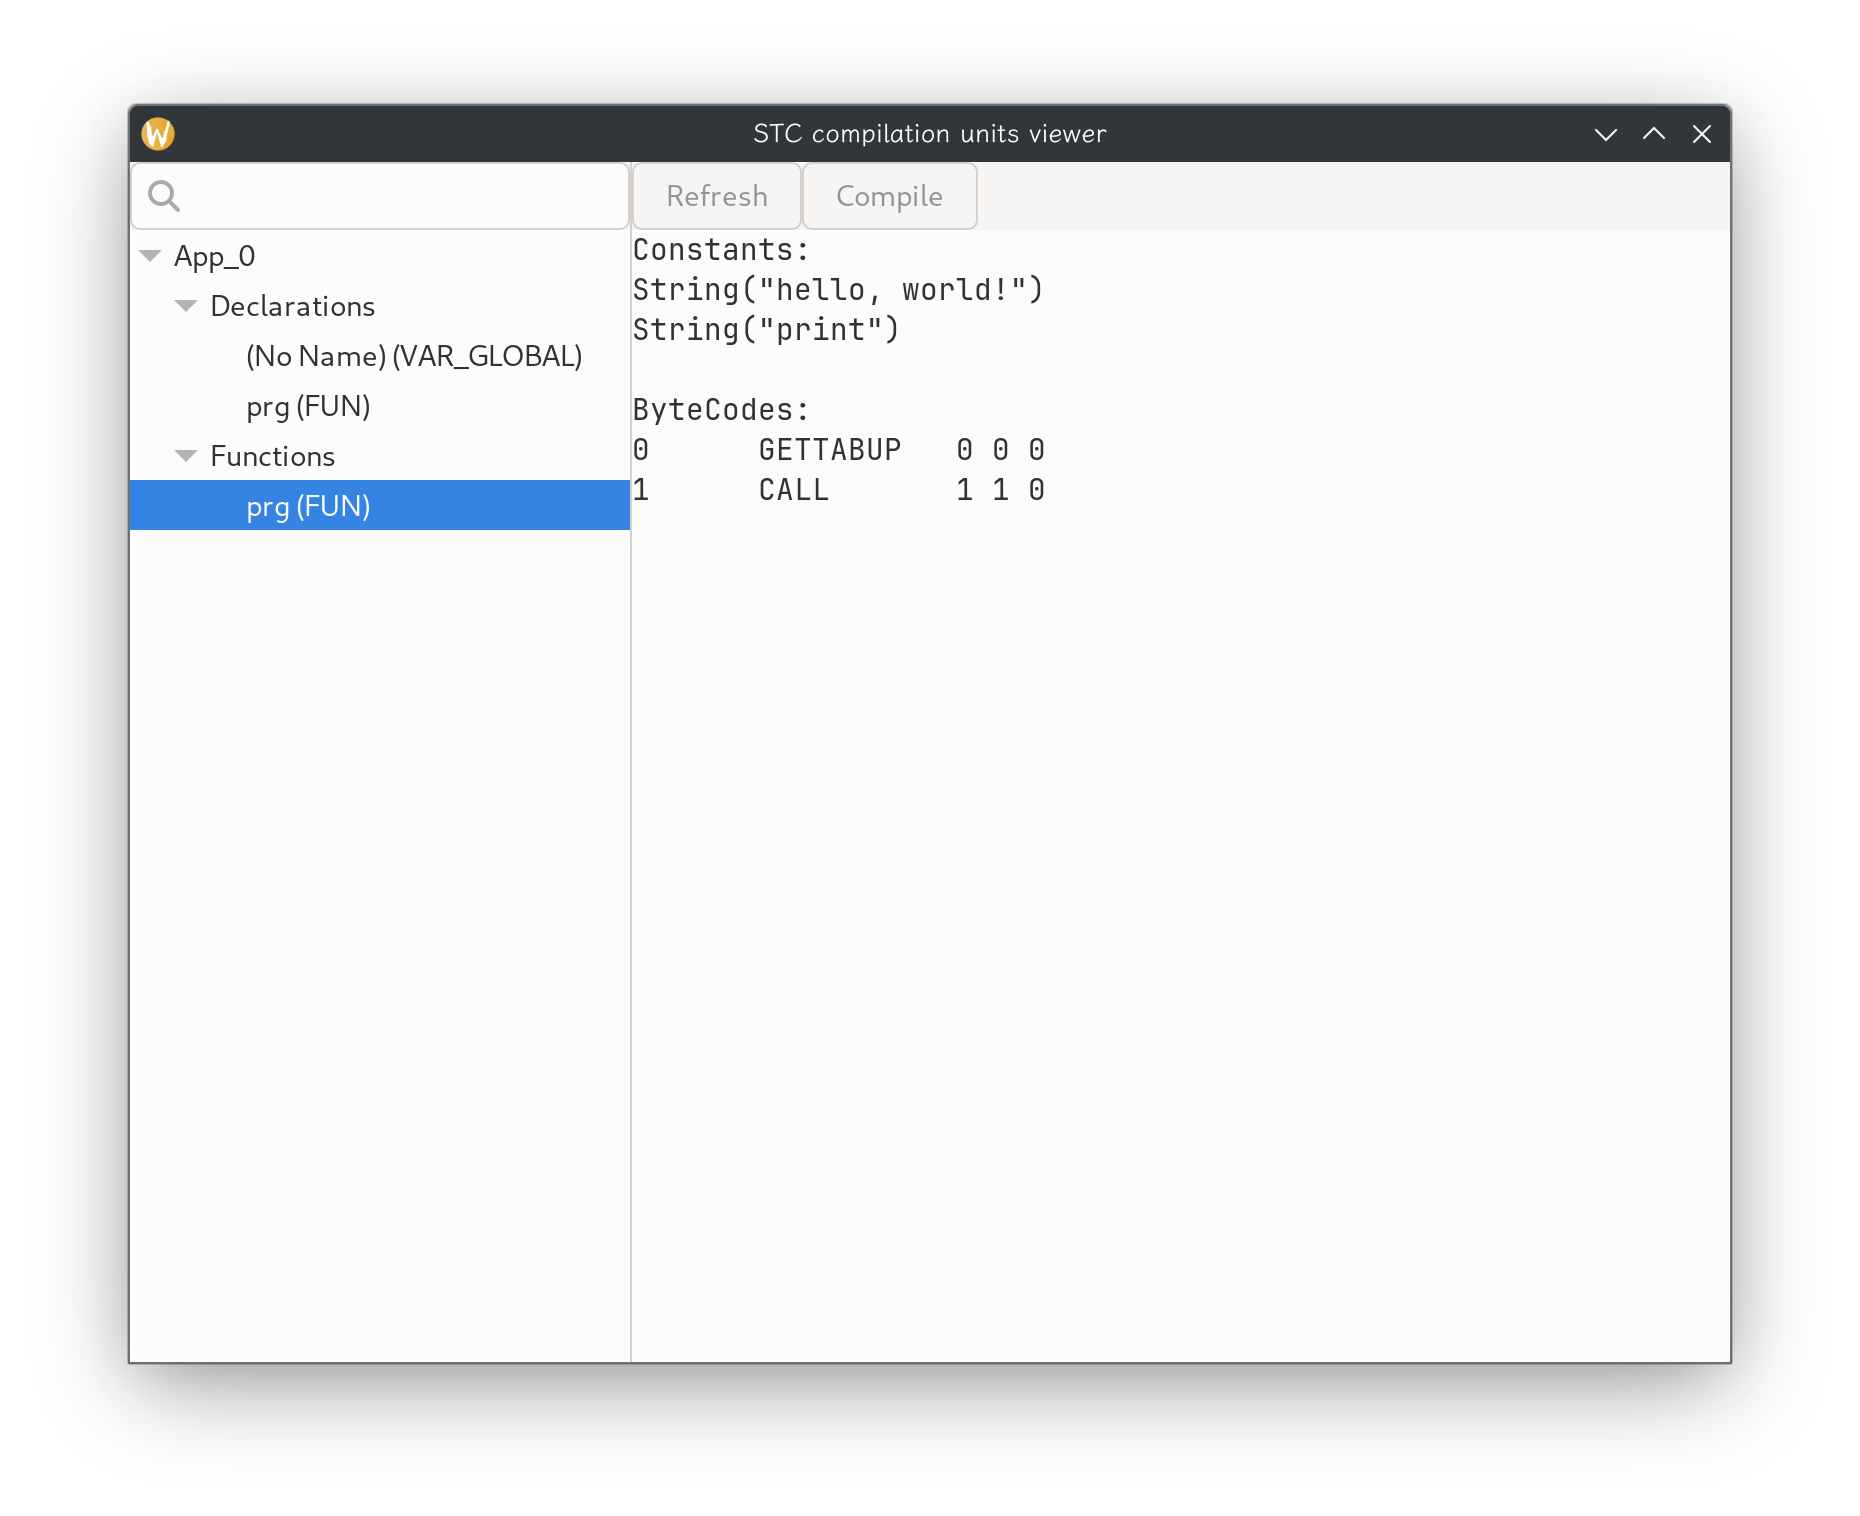 STC compilation units viewer
Refresh Compile
App_0
Declarations
(No Name) (VAR_GLOBAL)
prg (FUN)
Functions
prg (FUN)
Constants:
String("hello, world!")
String("print")
ByteCodes:
0 GETTABUP 0 0 0
1 CALL 1 1 0